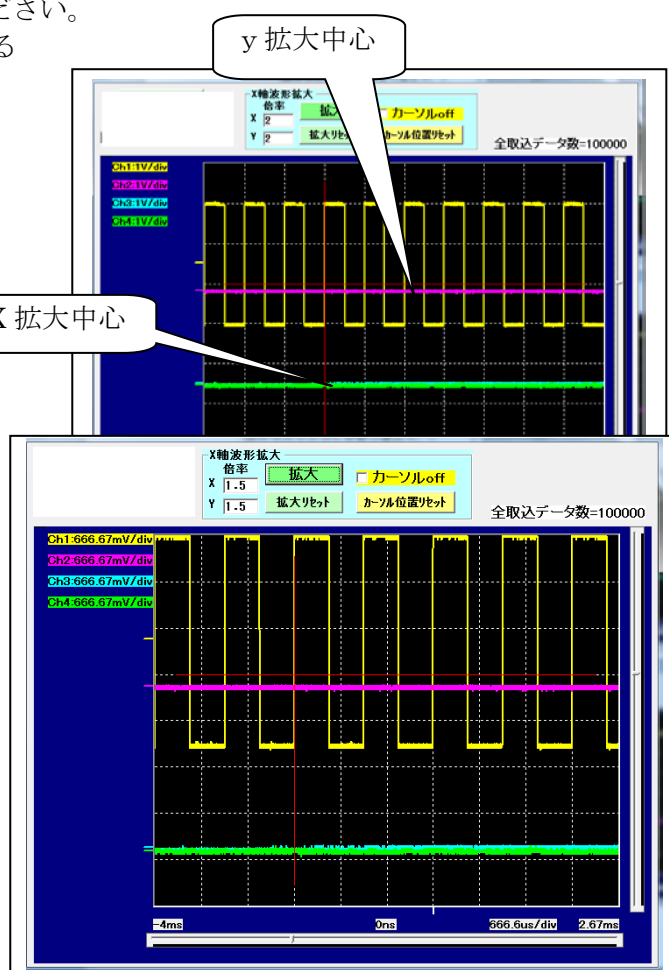 ださい。
る
y 拡大中心
X軸波形拡大
倍率
X 2
Y 2
カーソルoff
拡大リセット
カーソル位置リセット
全取込データ数=100000
Ch1:1V/div
Ch2:1V/div
Ch3:1V/div
Ch4:1V/div
X 拡大中心
X軸波形拡大
倍率
X 1.5
Y 1.5
拡大
カーソルoff
拡大リセット
カーソル位置リセット
全取込データ数=100000
Ch1:666.67mV/div
Ch2:666.67mV/div
Ch3:666.67mV/div
Ch4:666.67mV/div
-4ms 0ns 666.6us/div 2.67ms